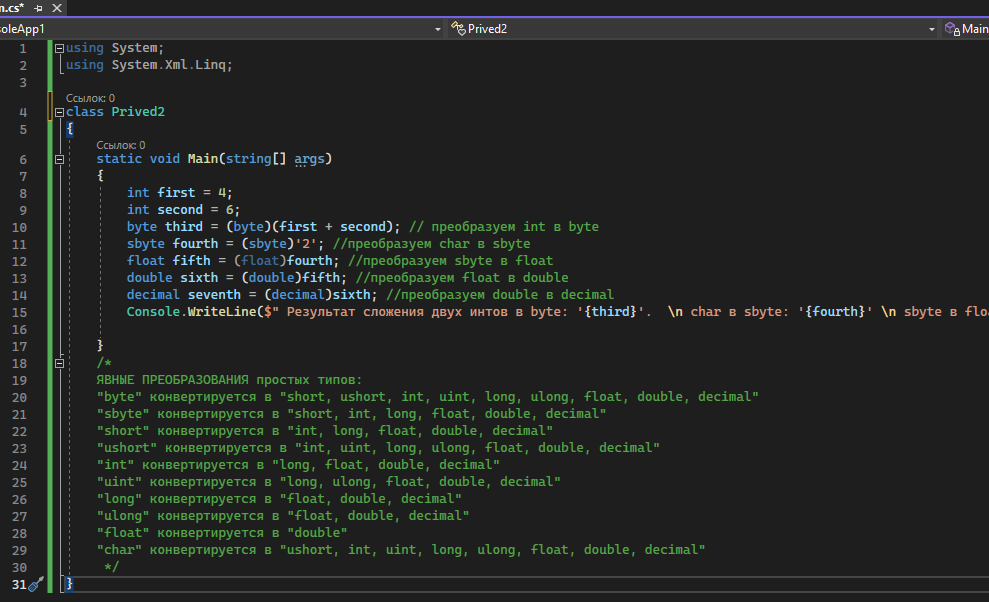 n.cs*
soleApp1
Prived2
Main
1 using System;
2 using System.Xml.Linq;
3
Ссылок: 0
4 class Prived2
5 {
Ссылок: 0
6 static void Main(string[] args)
7 {
8 int first = 4;
9 int second = 6;
10 byte third = (byte)(first + second); // преобразуем int в byte
11 sbyte fourth = (sbyte)'2'; //преобразуем char в sbyte
12 float fifth = (float)fourth; //преобразуем sbyte в float
13 double sixth = (double)fifth; //преобразуем float в double
14 decimal seventh = (decimal)sixth; //преобразуем double в decimal
15 Console.WriteLine($" Результат сложения двух интов в byte: '{third}'.  \n char в sbyte: '{fourth}' \n sbyte в floa
16
17 }
18 /*
19 ЯВНЫЕ ПРЕОБРАЗОВАНИЯ простых типов:
20 "byte" конвертируется в "short, ushort, int, uint, long, ulong, float, double, decimal"
21 "sbyte" конвертируется в "short, int, long, float, double, decimal"
22 "short" конвертируется в "int, long, float, double, decimal"
23 "ushort" конвертируется в "int, uint, long, ulong, float, double, decimal"
24 "int" конвертируется в "long, float, double, decimal"
25 "uint" конвертируется в "long, ulong, float, double, decimal"
26 "long" конвертируется в "float, double, decimal"
27 "ulong" конвертируется в "float, double, decimal"
28 "float" конвертируется в "double"
29 "char" конвертируется в "ushort, int, uint, long, ulong, float, double, decimal"
30 */
31 }